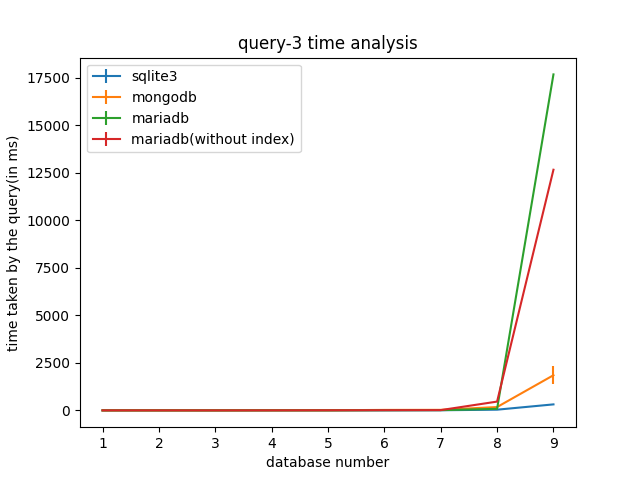 query-3 time analysis
sqlite3
mongodb
mariadb
mariadb(without index)
time taken by the query(in ms)
17500
15000
12500
10000
7500
5000
2500
0
1 2 3 4 5 6 7 8 9
database number